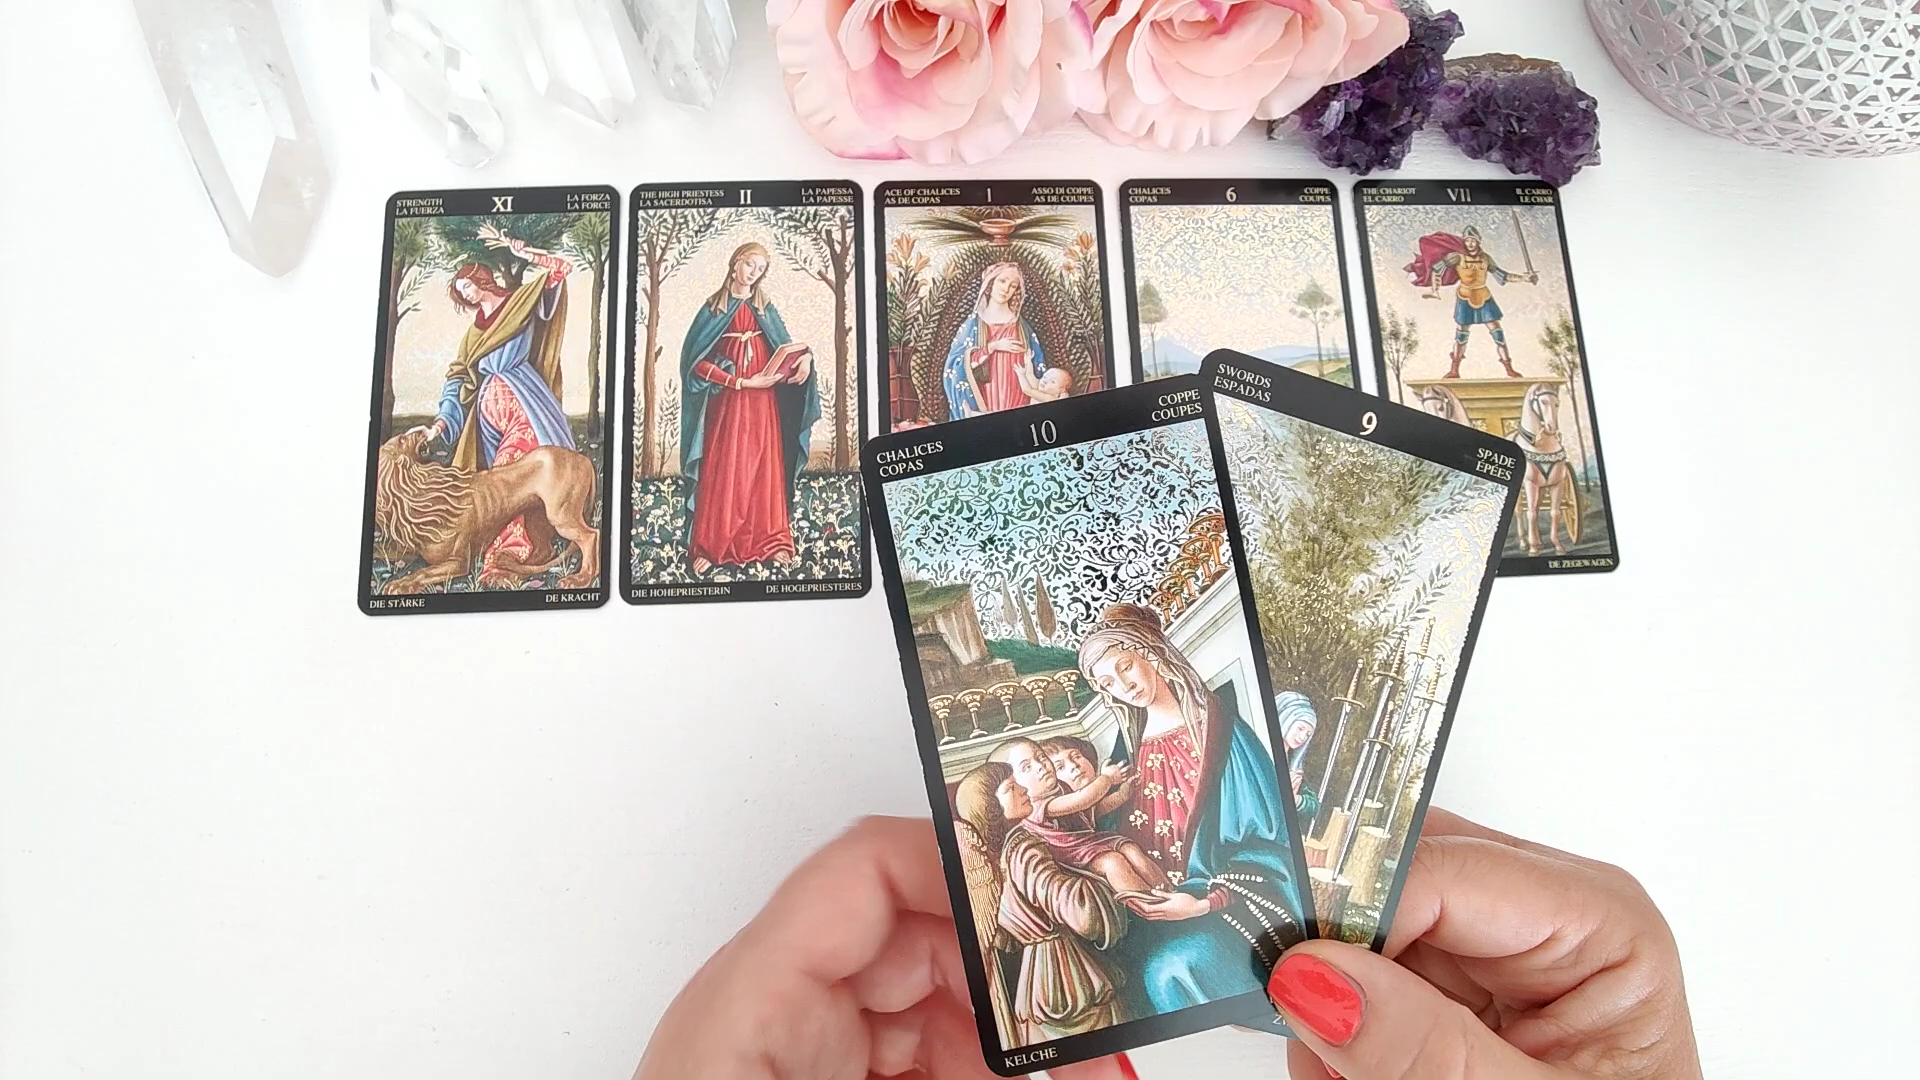 STRENGTH
LA FUERZA
XI
LA FORZA
LA FORCE
DIE STÄRKE
DE KRACHT
THE HIGH PRIESTESS
LA SACERDOTISA
II
LA PAPESSA
LA PAPESSE
DIE HOHEPRIESTERIN
DE HOGEPRIESTERES
ACE OF CHALICES
AS DE COPAS
1
ASSO DI COPPE
AS DE COUPES
CHALICES
COPAS
6
COPPE
COUPES
THE CHARIOT
EL CARRO
VII
IL CARRO
LE CHAR
DE ZEGEWAGEN
CHALICES
COPAS
10
COPPE
COUPES
KELCHE
SWORDS
ESPADAS
9
SPADE
ÉPÉES